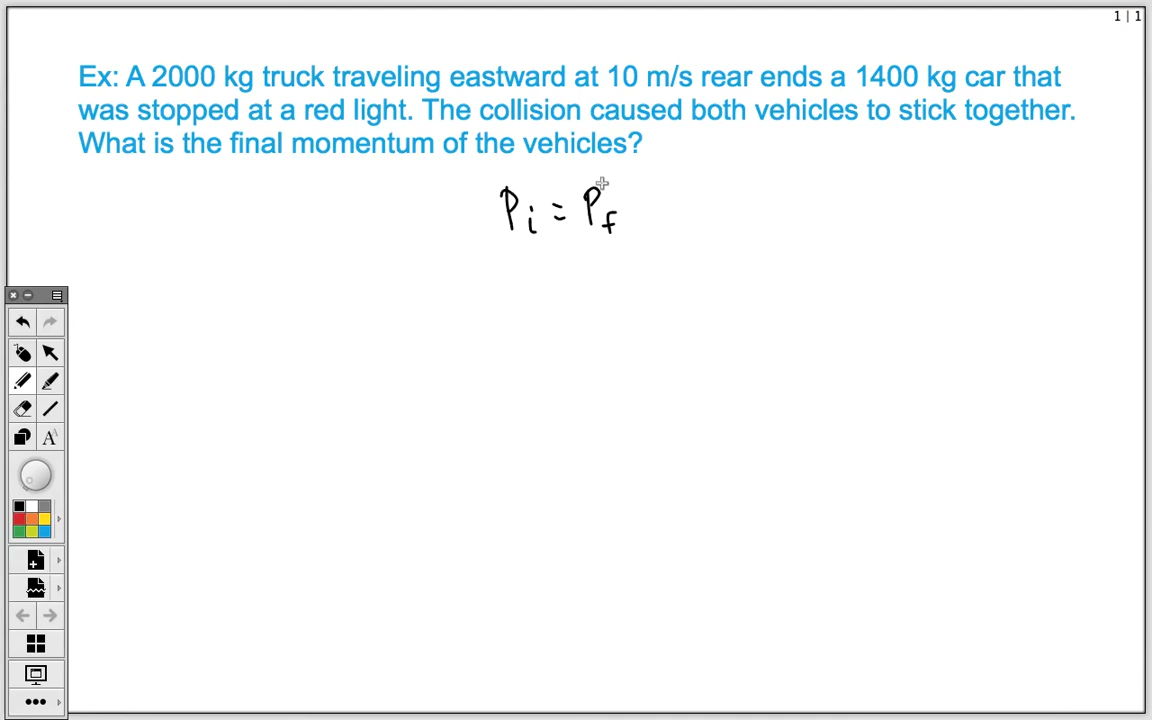 1 | 1
Ex: A 2000 kg truck traveling eastward at 10 m/s rear ends a 1400 kg car that
was stopped at a red light. The collision caused both vehicles to stick together.
What is the final momentum of the vehicles?
Pi = Pf
A